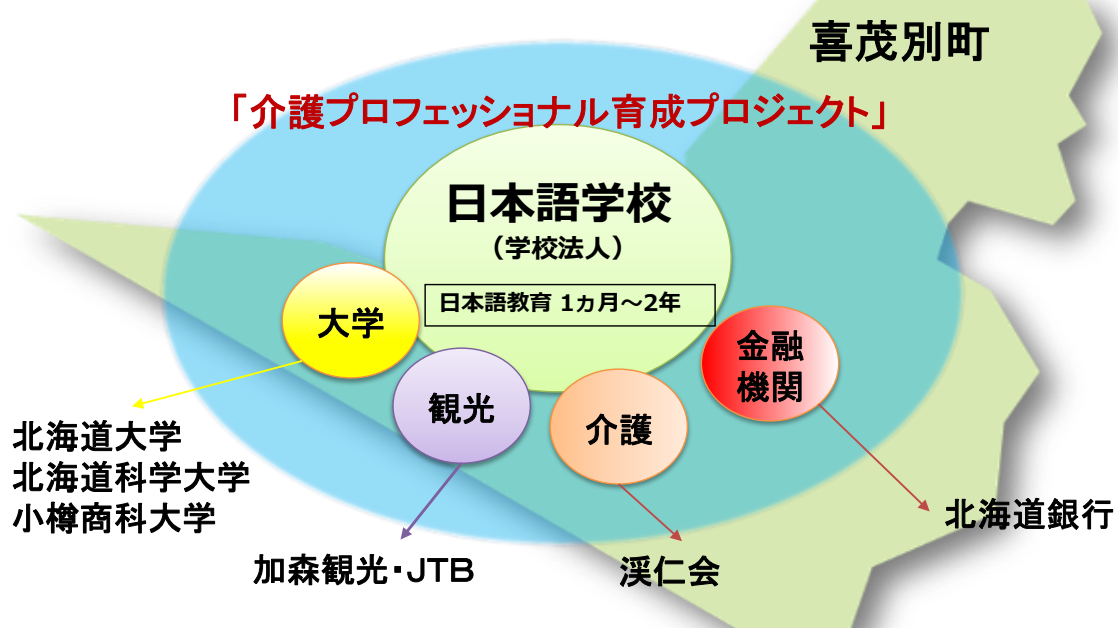 喜茂別町
「介護プロフェッショナル育成プロジェクト」
日本語学校
（学校法人）
日本語教育 1ヵ月～2年
大学
観光
介護
金融
機関
北海道大学
北海道科学大学
小樽商科大学
加森観光・JTB
渓仁会
北海道銀行